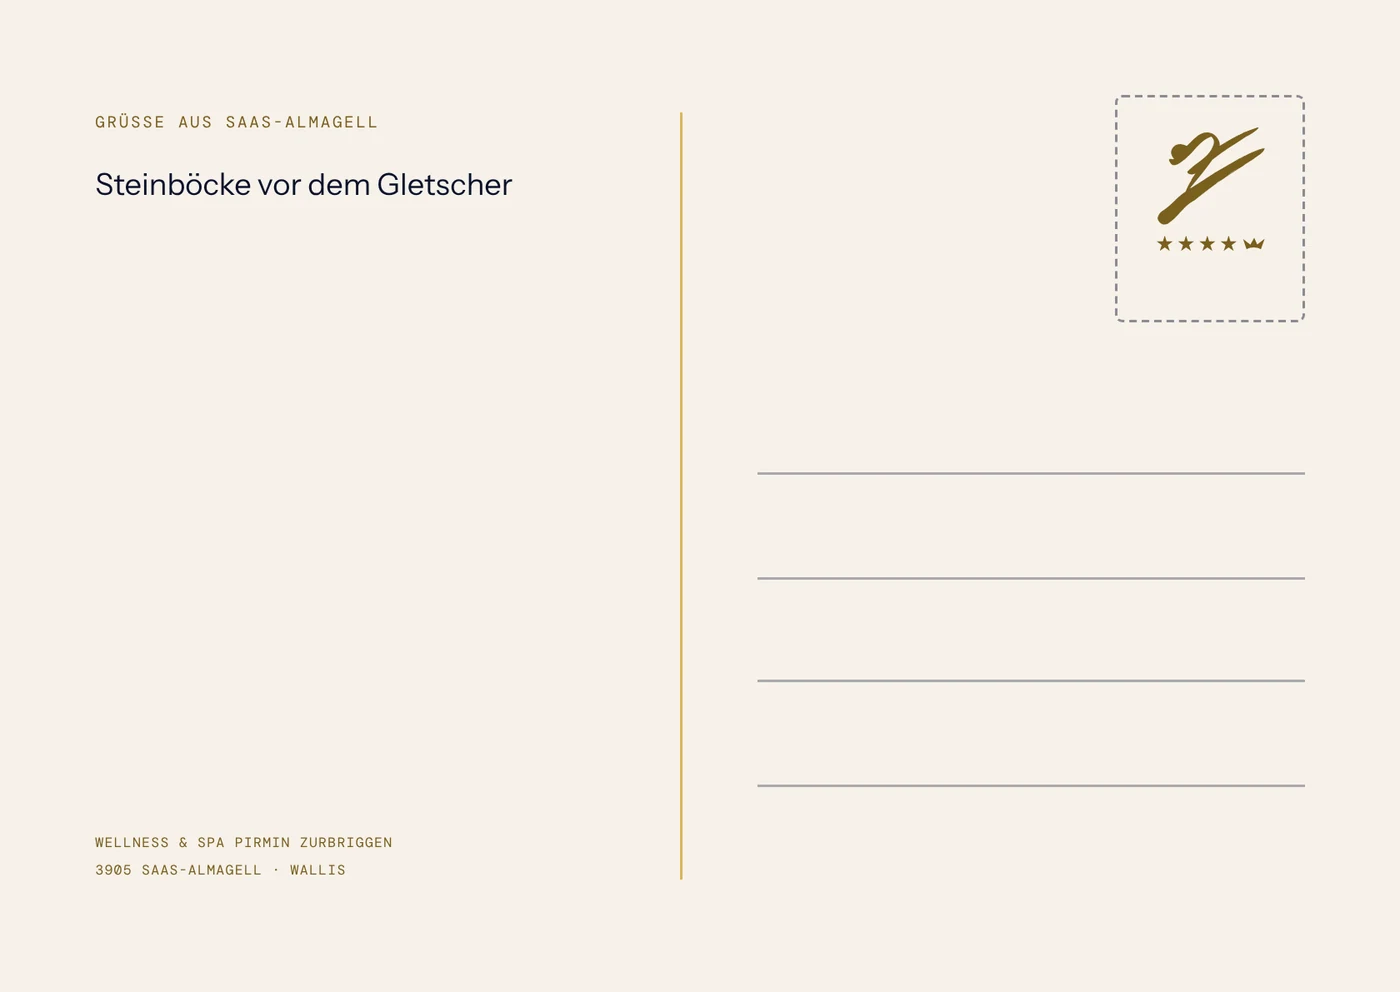 GRÜSSE AUS SAAS-ALMAGELL
Steinböcke vor dem Gletscher
WELLNESS & SPA PIRMIN ZURBRIGGEN
3905 SAAS-ALMAGELL · WALLIS